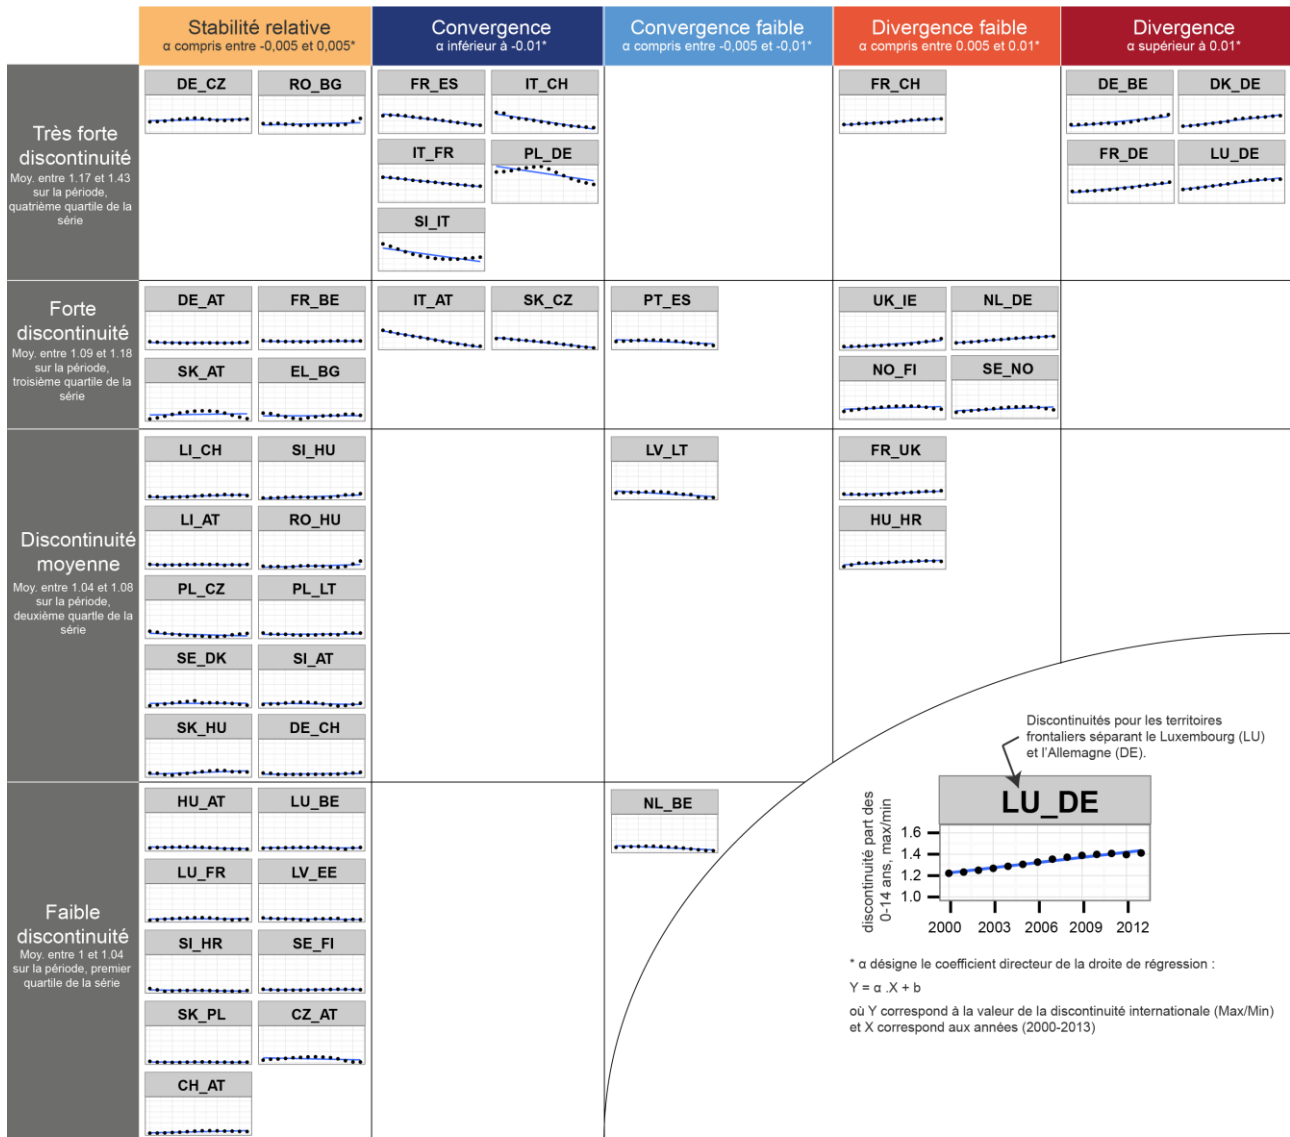 Stabilité relative
α compris entre -0,005 et 0,005*
Convergence
α inférieur à -0.01*
Convergence faible
α compris entre -0,005 et -0,01*
Divergence faible
α compris entre 0.005 et 0.01*
Divergence
α supérieur à 0.01*
Très forte
discontinuité
Moy. entre 1.17 et 1.43
sur la période,
quatrième quartile de la
série
DE_CZ
RO_BG
FR_ES
IT_CH
IT_FR
PL_DE
SI_IT
FR_CH
DE_BE
DK_DE
FR_DE
LU_DE
Forte
discontinuité
Moy. entre 1.09 et 1.18
sur la période,
troisième quartile de la
série
DE_AT
FR_BE
SK_AT
EL_BG
IT_AT
SK_CZ
PT_ES
UK_IE
NL_DE
NO_FI
SE_NO
Discontinuité
moyenne
Moy. entre 1.04 et 1.08
sur la période,
deuxième quartle de la
série
LI_CH
SI_HU
LI_AT
RO_HU
PL_CZ
PL_LT
SE_DK
SI_AT
SK_HU
DE_CH
LV_LT
FR_UK
HU_HR
Faible
discontinuité
Moy. entre 1 et 1.04
sur la période, premier
quartile de la série
HU_AT
LU_BE
LU_FR
LV_EE
SI_HR
SE_FI
SK_PL
CZ_AT
CH_AT
NL_BE
Discontinuités pour les territoires
frontaliers séparant le Luxembourg (LU)
et l'Allemagne (DE).
LU_DE
discontinuité part des
0-14 ans, max/min
1.6
1.4
1.2
1.0
2000 2003 2006 2009 2012
* α désigne le coefficient directeur de la droite de régression :
Y = α .X + b
où Y correspond à la valeur de la discontinuité internationale (Max/Min)
et X correspond aux années (2000-2013)